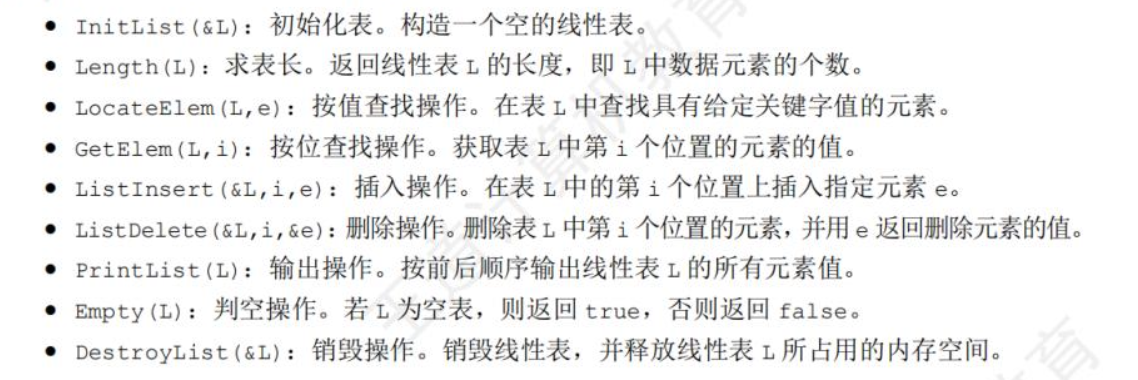 • InitList(&L)：初始化表。构造一个空的线性表。
• Length(L)：求表长。返回线性表 L 的长度，即 L 中数据元素的个数。
• LocateElem(L,e)：按值查找操作。在表 L 中查找具有给定关键字值的元素。
• GetElem(L,i)：按位查找操作。获取表 L 中第 i 个位置的元素的值。
• ListInsert(&L,i,e)：插入操作。在表 L 中的第 i 个位置上插入指定元素 e。
• ListDelete(&L,i,&e)：删除操作。删除表 L 中第 i 个位置的元素，并用 e 返回删除元素的值。
• PrintList(L)：输出操作。按前后顺序输出线性表 L 的所有元素值。
• Empty(L)：判空操作。若 L 为空表，则返回 true，否则返回 false。
• DestroyList(&L)：销毁操作。销毁线性表，并释放线性表 L 所占用的内存空间。